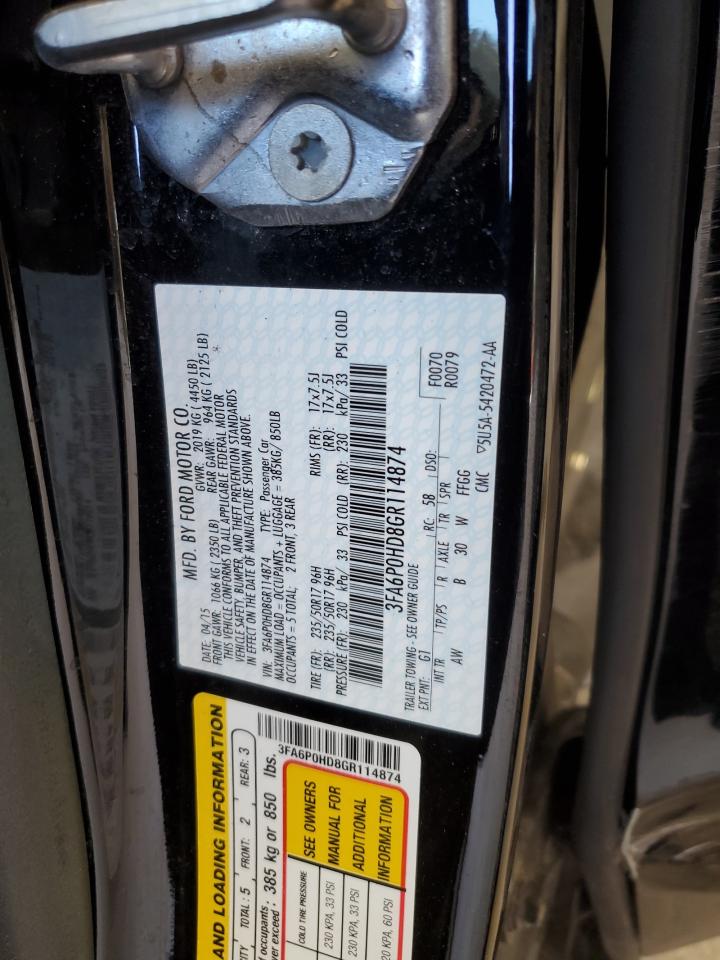 MFD. BY FORD MOTOR CO.
DATE: 04/15 GVWR: 2019 KG ( 4450 LB)
FRONT GAWR: 1066 KG ( 2350 LB) REAR GAWR: 964 KG ( 2125 LB)
THIS VEHICLE CONFORMS TO ALL APPLICABLE FEDERAL MOTOR
VEHICLE SAFETY, BUMPER, AND THEFT PREVENTION STANDARDS
IN EFFECT ON THE DATE OF MANUFACTURE SHOWN ABOVE.
VIN: 3FA6P0HD8GR114874 TYPE: Passenger Car
MAXIMUM LOAD = OCCUPANTS + LUGGAGE = 385KG/ 850LB
OCCUPANTS = 5 TOTAL: 2 FRONT, 3 REAR
TIRE (FR): 235/50R17 96H RIMS (FR): 17x7.5J
(RR): 235/50R17 96H (RR): 17x7.5J
PRESSURE (FR): 230 kPa/ 33 PSI COLD (RR): 230 kPa/ 33 PSI COLD
3FA6P0HD8GR114874
TRAILER TOWING - SEE OWNER GUIDE
EXT PNT: G1 RC: 58 DSO: F0070
R0079
INT TR TP/PS R AXLE TR SPR
AW B 30 W FFGG
CMC 5U5A-5420472-AA
AND LOADING INFORMATION
TOTAL: 5 FRONT: 2 REAR: 3
occupants
ver exceed : 385 kg or 850 lbs.
3FA6P0HD8GR114874
COLD TIRE PRESSURE
230 KPA, 33 PSI
230 KPA, 33 PSI
20 KPA, 60 PSI
SEE OWNERS
MANUAL FOR
ADDITIONAL
INFORMATION